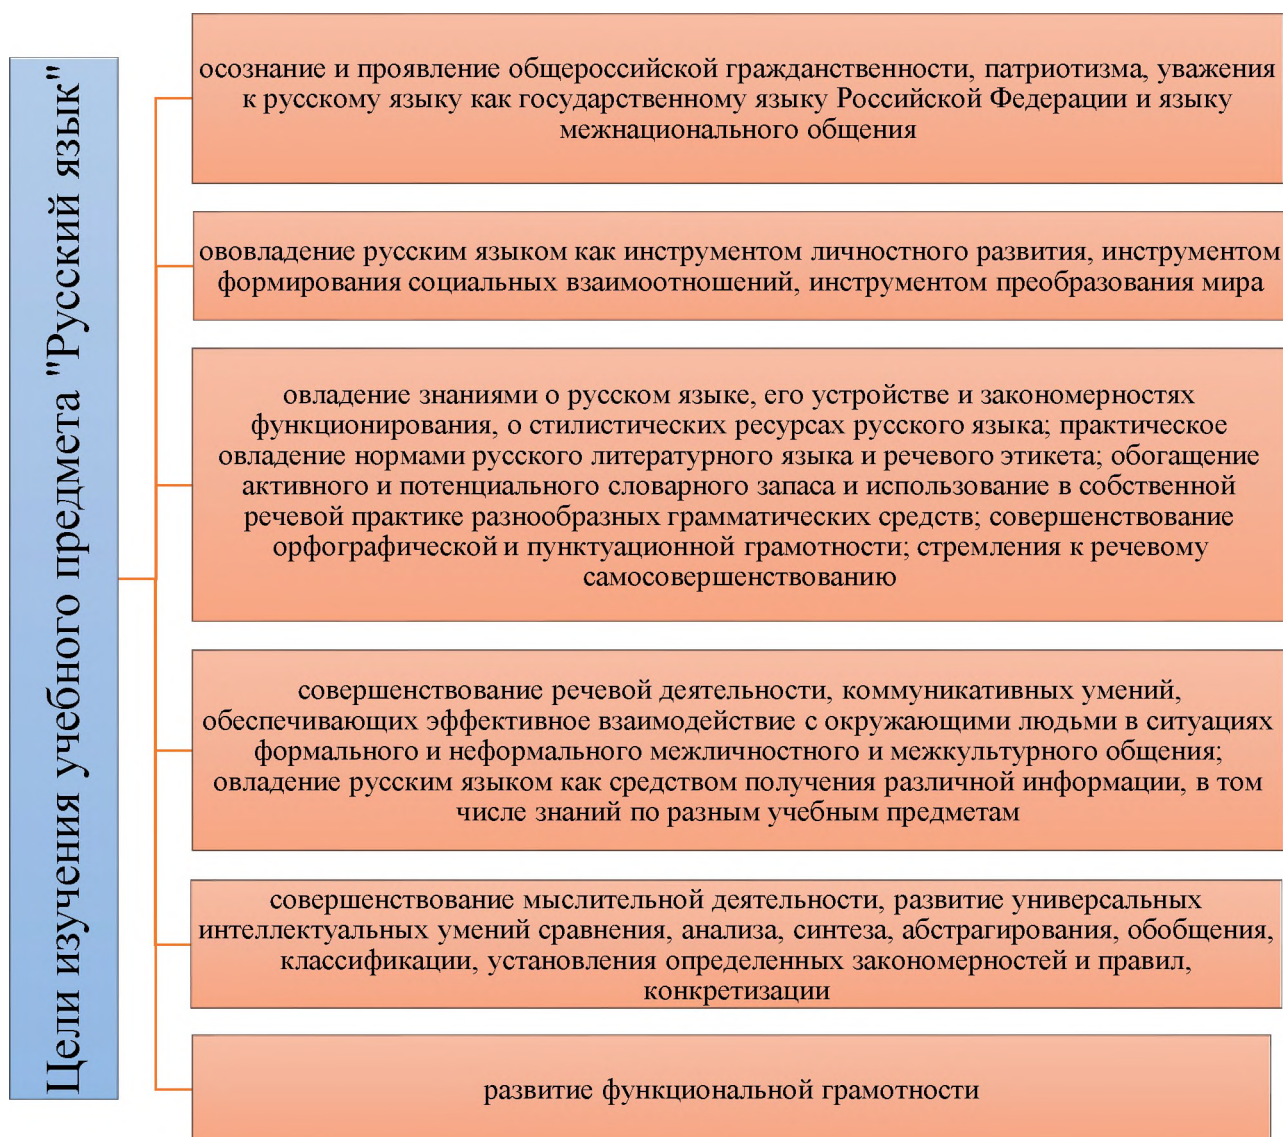 Цели изучения учебного предмета "Русский язык"
осознание и проявление общероссийской гражданственности, патриотизма, уважения
к русскому языку как государственному языку Российской Федерации и языку
межнационального общения
ововладение русским языком как инструментом личностного развития, инструментом
формирования социальных взаимоотношений, инструментом преобразования мира
овладение знаниями о русском языке, его устройстве и закономерностях
функционирования, о стилистических ресурсах русского языка; практическое
овладение нормами русского литературного языка и речевого этикета; обогащение
активного и потенциального словарного запаса и использование в собственной
речевой практике разнообразных грамматических средств; совершенствование
орфографической и пунктуационной грамотности; стремления к речевому
самосовершенствованию
совершенствование речевой деятельности, коммуникативных умений,
обеспечивающих эффективное взаимодействие с окружающими людьми в ситуациях
формального и неформального межличностного и межкультурного общения;
овладение русским языком как средством получения различной информации, в том
числе знаний по разным учебным предметам
совершенствование мыслительной деятельности, развитие универсальных
интеллектуальных умений сравнения, анализа, синтеза, абстрагирования, обобщения,
классификации, установления определенных закономерностей и правил,
конкретизации
развитие функциональной грамотности